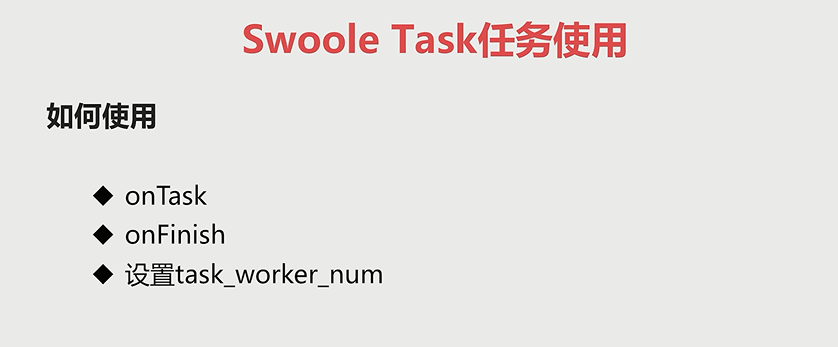 Swoole Task任务使用
如何使用
◆ onTask
◆ onFinish
◆ 设置task_worker_num